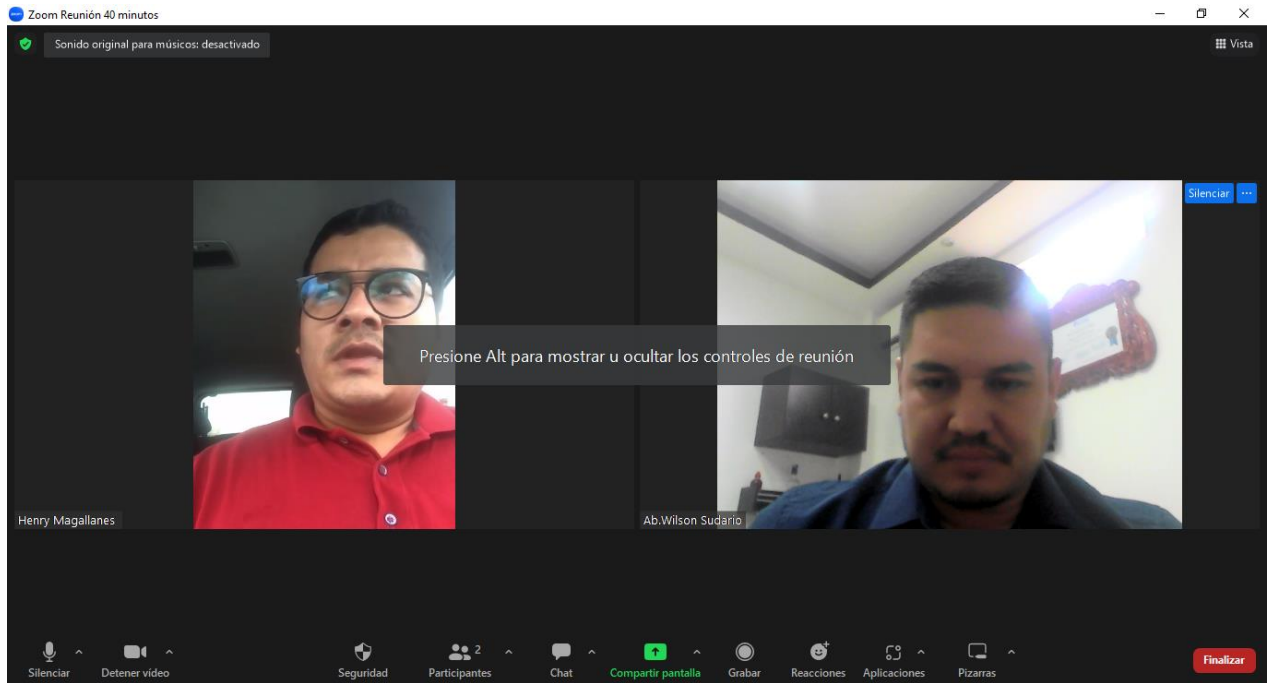 Zoom Reunión 40 minutos
Sonido original para músicos: desactivado
Vista
Silenciar
Presione Alt para mostrar u ocultar los controles de reunión
Henry Magallanes
Ab.Wilson Sudario
Silenciar
Detener vídeo
Seguridad
2
Participantes
Chat
Compartir pantalla
Grabar
Reacciones
Aplicaciones
Pizarras
Finalizar